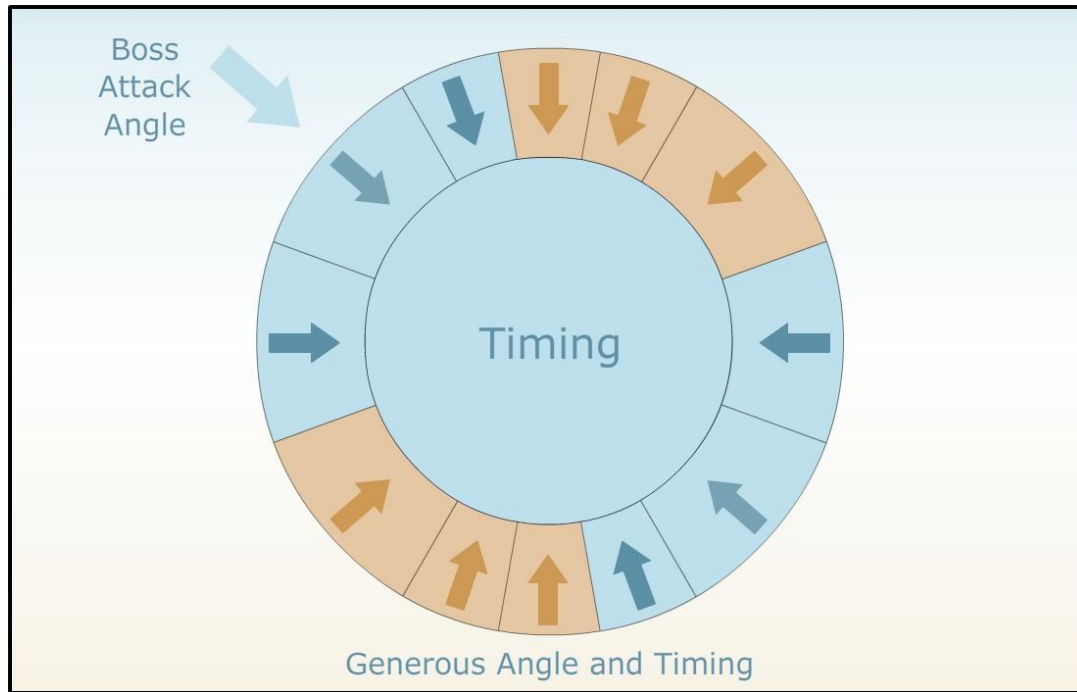 Boss
Attack
Angle
Timing
Generous Angle and Timing